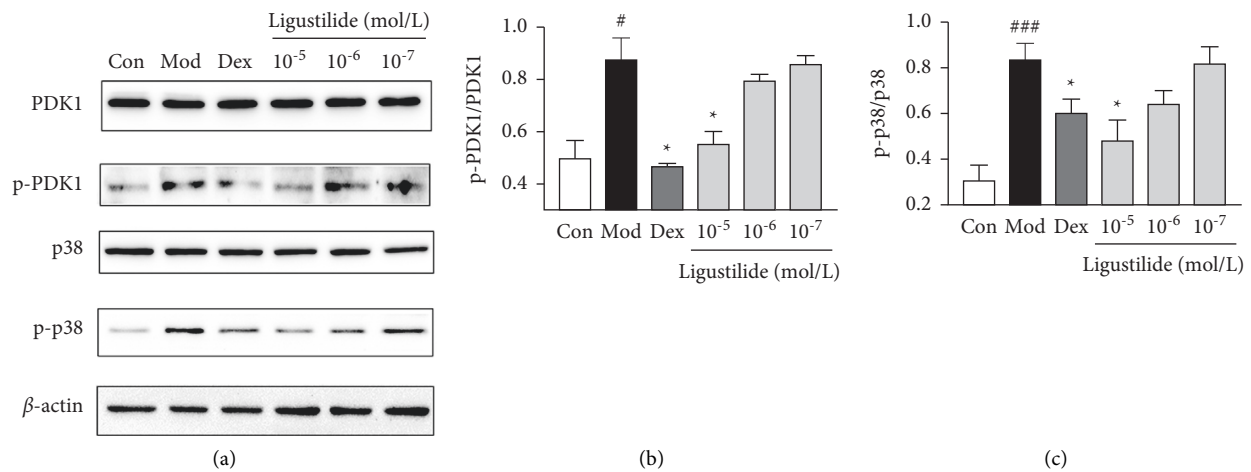 Ligustilide (mol/L)
Con Mod Dex 10⁻⁵ 10⁻⁶ 10⁻⁷
PDK1
p-PDK1
p38
p-p38
β-actin
(a)
p-PDK1/PDK1
1.0
0.8
0.6
0.4
#
*
*
Con Mod Dex 10⁻⁵ 10⁻⁶ 10⁻⁷
Ligustilide (mol/L)
(b)
p-p38/p38
1.0
0.8
0.6
0.4
0.2
###
*
*
Con Mod Dex 10⁻⁵ 10⁻⁶ 10⁻⁷
Ligustilide (mol/L)
(c)